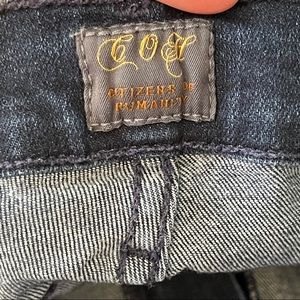 COH
CITIZENS OF
HUMANITY